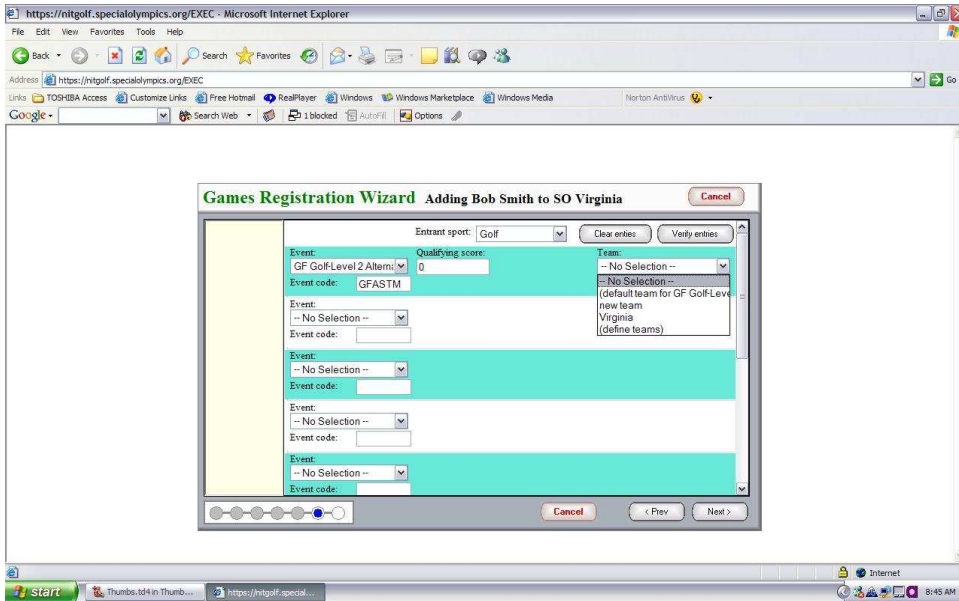 https://nitgolf.specialolympics.org/EXEC - Microsoft Internet Explorer
File Edit View Favorites Tools Help
Back Search Favorites
Address https://nitgolf.specialolympics.org/EXEC Go
Links TOSHIBA Access Customize Links Free Hotmail RealPlayer Windows Windows Marketplace Windows Media Norton AntiVirus
Google Search Web 1 blocked AutoFill Options
Games Registration Wizard Adding Bob Smith to SO Virginia Cancel
Entrant sport: Golf Clear enties Verify entries
Event: Qualifying score: Team:
GF Golf-Level 2 Altern: 0 -- No Selection --
Event code: GFASTM -- No Selection --
(default team for GF Golf-Leve
new team
Virginia
(define teams)
Event:
-- No Selection --
Event code:
Event:
-- No Selection --
Event code:
Event:
-- No Selection --
Event code:
Event:
-- No Selection --
Event code:
Cancel < Prev Next >
Internet
start Thumbs.td4 in Thumb... https://nitgolf.special... 8:45 AM